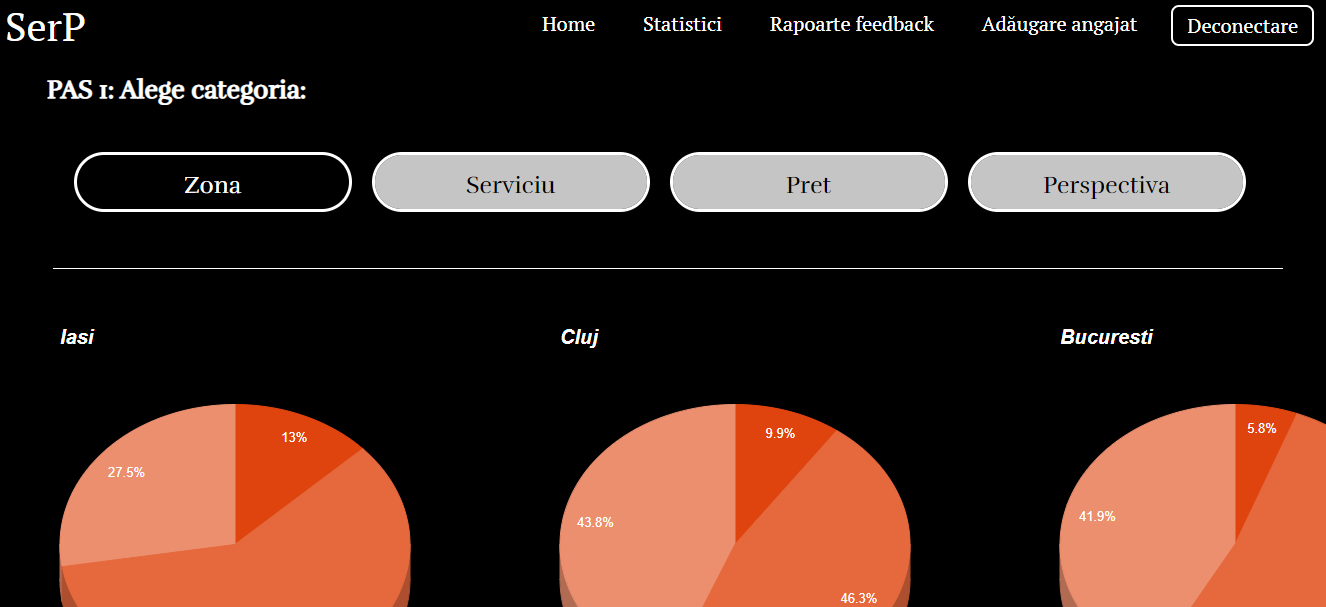 SerP
Home Statistici Rapoarte feedback Adăugare angajat Deconectare
PAS 1: Alege categoria:
Zona Serviciu Pret Perspectiva
Iasi Cluj Bucuresti
13% 9.9% 5.8%
27.5% 43.8% 41.9%
46.3%